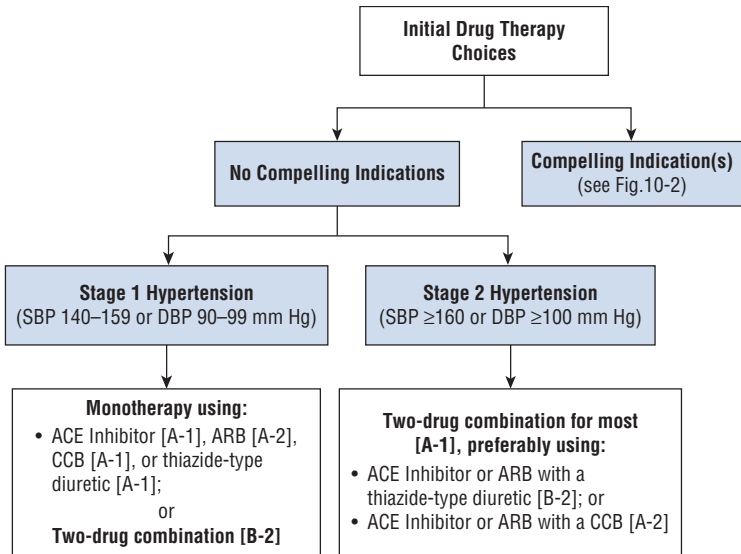 Initial Drug Therapy
Choices
No Compelling Indications
Compelling Indication(s)
(see Fig.10-2)
Stage 1 Hypertension
(SBP 140–159 or DBP 90–99 mm Hg)
Stage 2 Hypertension
(SBP ≥160 or DBP ≥100 mm Hg)
Monotherapy using:
• ACE Inhibitor [A-1], ARB [A-2],
CCB [A-1], or thiazide-type
diuretic [A-1];
or
Two-drug combination [B-2]
Two-drug combination for most
[A-1], preferably using:
• ACE Inhibitor or ARB with a
thiazide-type diuretic [B-2]; or
• ACE Inhibitor or ARB with a CCB [A-2]